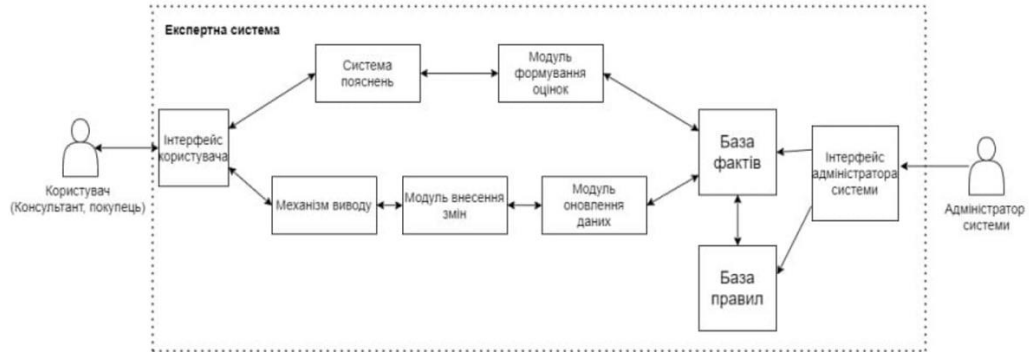 Експертна система
Система
пояснень
Модуль
формування
оцінок
Інтерфейс
користувача
Користувач
(Консультант, покупець)
Механізм виводу
Модуль внесення
змін
Модуль
оновлення
даних
База
фактів
Інтерфейс
адміністратора
системи
Адміністратор
системи
База
правил